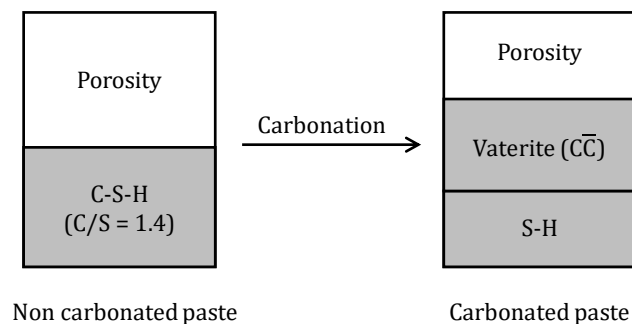 Porosity
C-S-H
(C/S = 1.4)
Non carbonated paste
Carbonation
Porosity
Vaterite (CC̅)
S-H
Carbonated paste